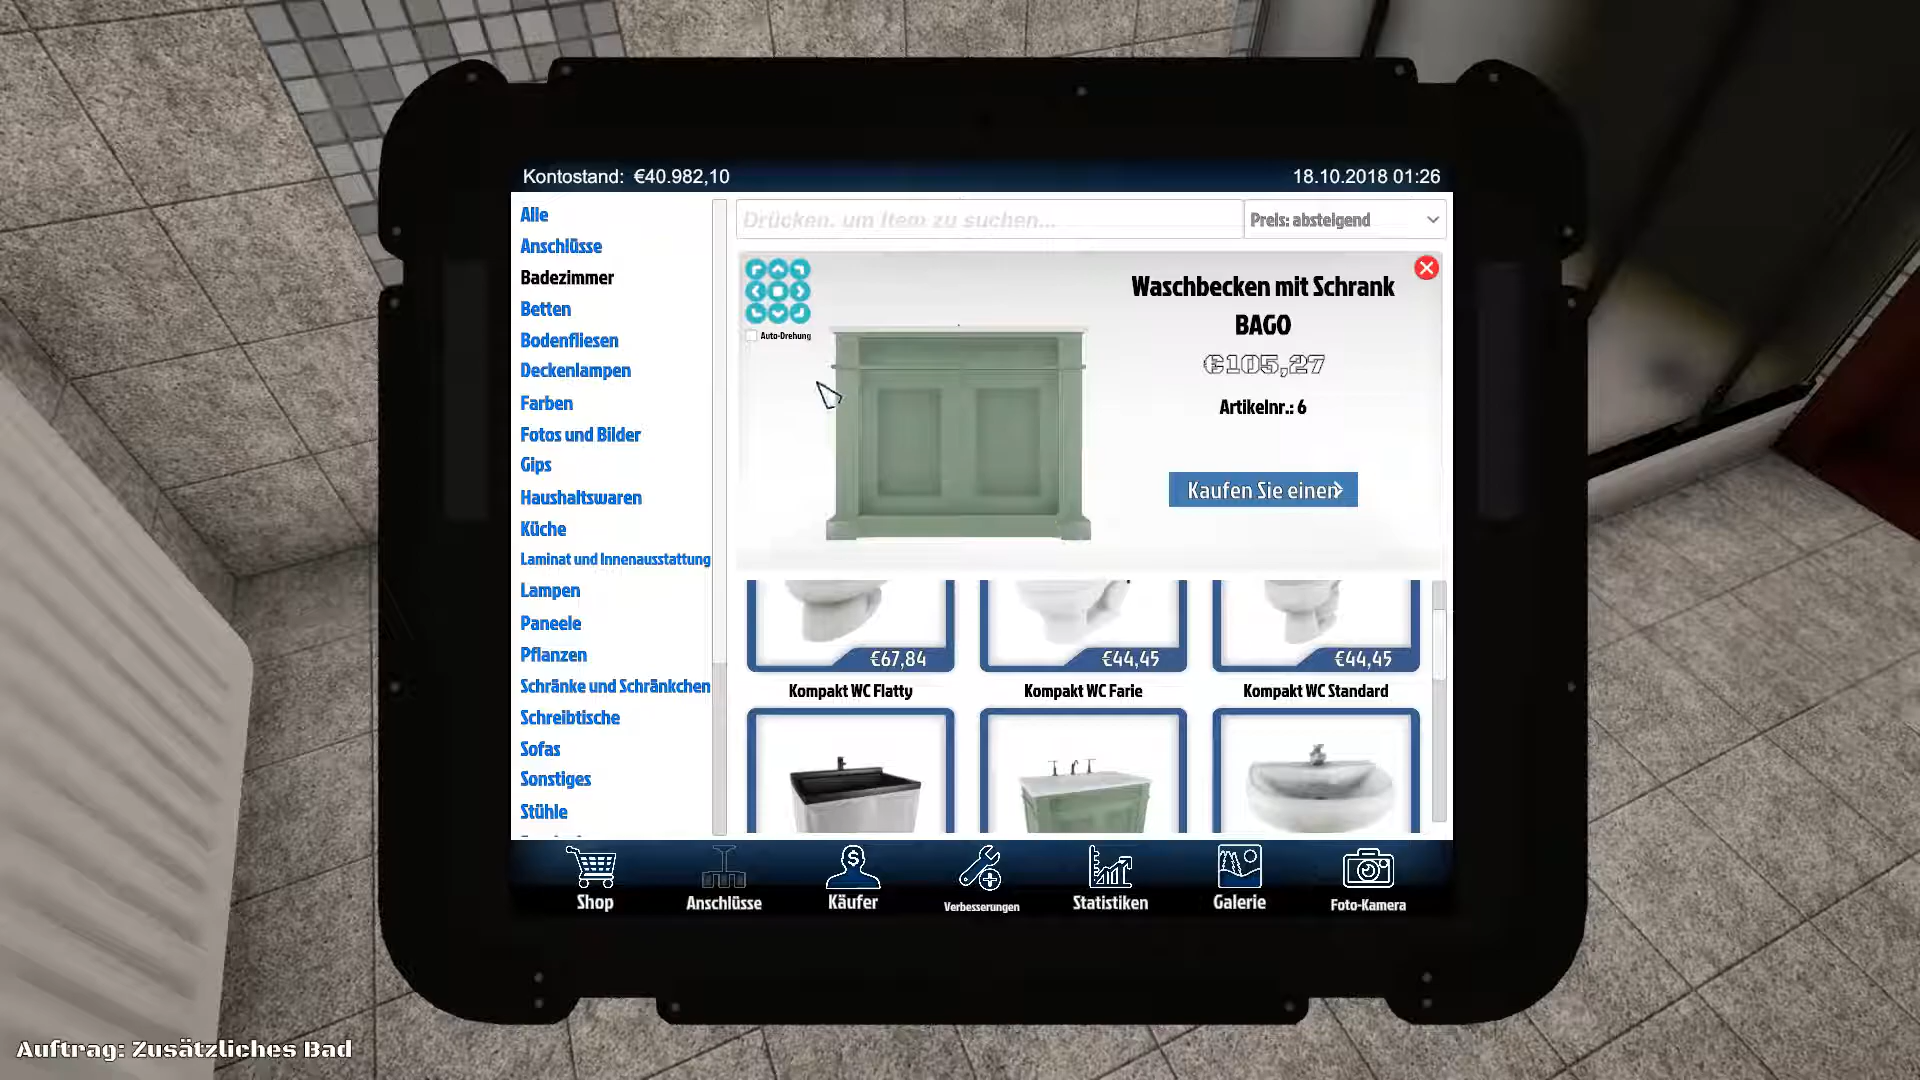 Kontostand: €40.982,10
18.10.2018 01:26
Alle
Anschlüsse
Badezimmer
Betten
Bodenfliesen
Deckenlampen
Farben
Fotos und Bilder
Gips
Haushaltswaren
Küche
Laminat und Innenausstattung
Lampen
Paneele
Pflanzen
Schränke und Schränkchen
Schreibtische
Sofas
Sonstiges
Stühle
Drücken, um Item zu suchen...
Preis: absteigend
Auto-Drehung
Waschbecken mit Schrank
BAGO
€105,27
Artikelnr.: 6
Kaufen Sie einen
€67,84
€44,45
€44,45
Kompakt WC Flatty
Kompakt WC Farie
Kompakt WC Standard
Shop
Anschlüsse
Käufer
Verbesserungen
Statistiken
Galerie
Foto-Kamera
Auftrag: Zusätzliches Bad